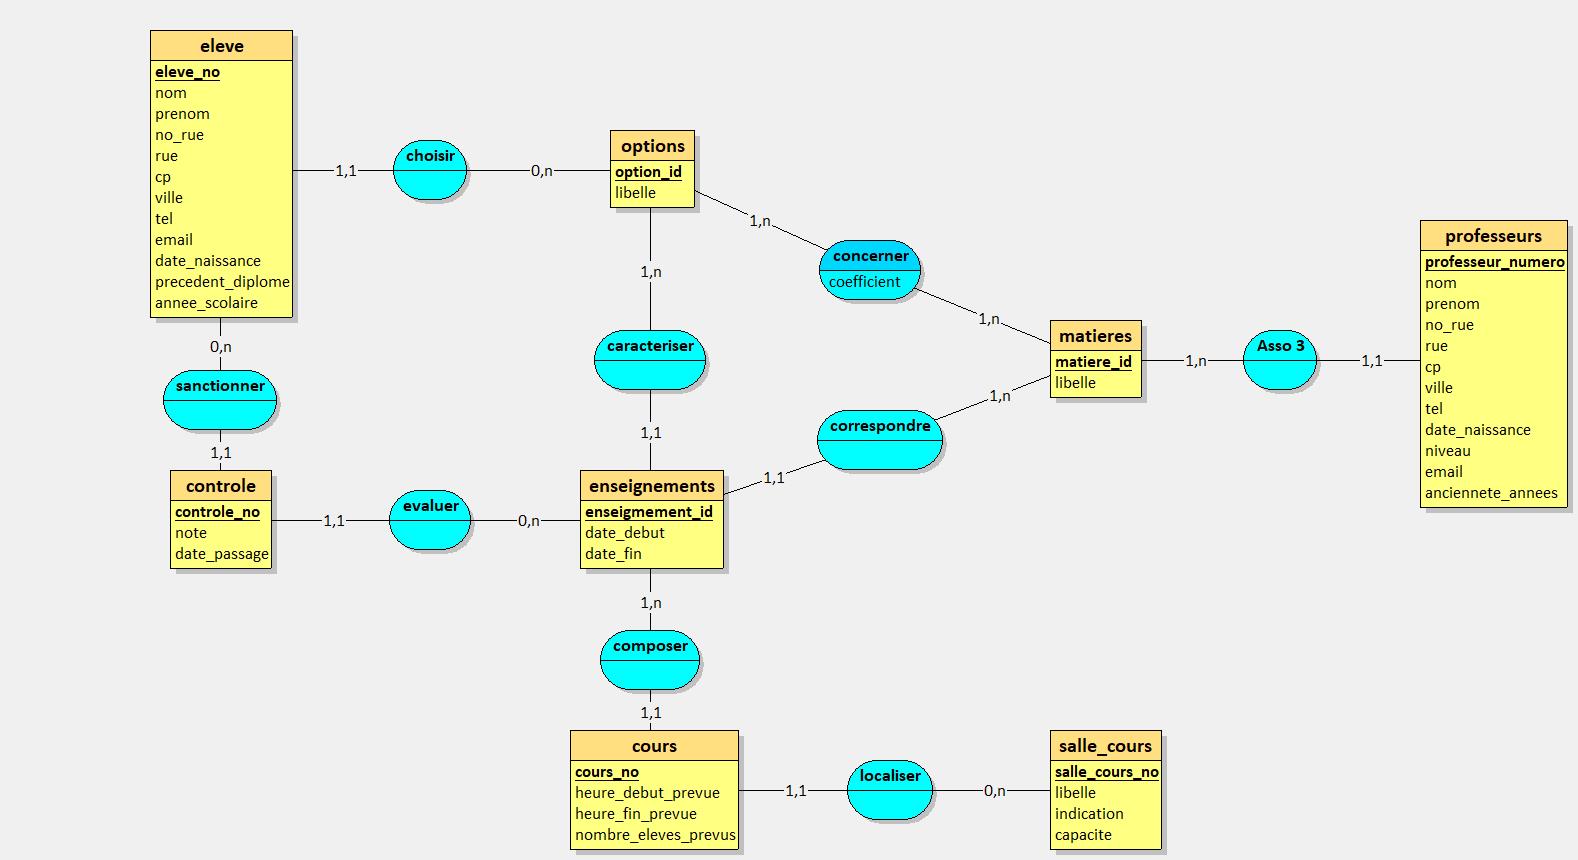 eleve
eleve_no
nom
prenom
no_rue
rue
cp
ville
tel
email
date_naissance
precedent_diplome
annee_scolaire
1,1
choisir
0,n
options
option_id
libelle
1,n
concerner
coefficient
1,n
matieres
matiere_id
libelle
1,n
Asso 3
1,1
professeurs
professeur_numero
nom
prenom
no_rue
rue
cp
ville
tel
date_naissance
niveau
email
anciennete_annees
1,n
caracteriser
1,1
0,n
sanctionner
1,1
controle
controle_no
note
date_passage
1,1
evaluer
0,n
enseignements
enseigmement_id
date_debut
date_fin
1,1
correspondre
1,n
1,n
composer
1,1
cours
cours_no
heure_debut_prevue
heure_fin_prevue
nombre_eleves_prevus
1,1
localiser
0,n
salle_cours
salle_cours_no
libelle
indication
capacite